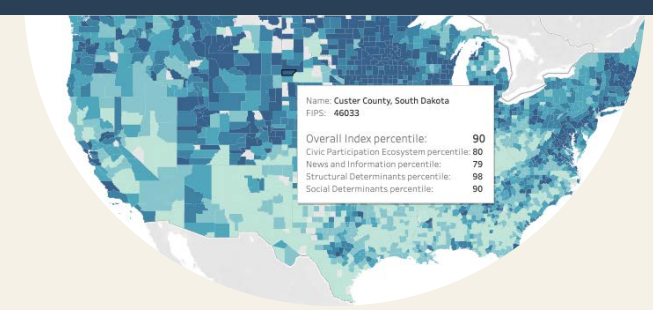 Name: Custer County, South Dakota
FIPS: 46033
Overall Index percentile: 90
Civic Participation Ecosystem percentile: 80
News and Information percentile: 79
Structural Determinants percentile: 98
Social Determinants percentile: 90